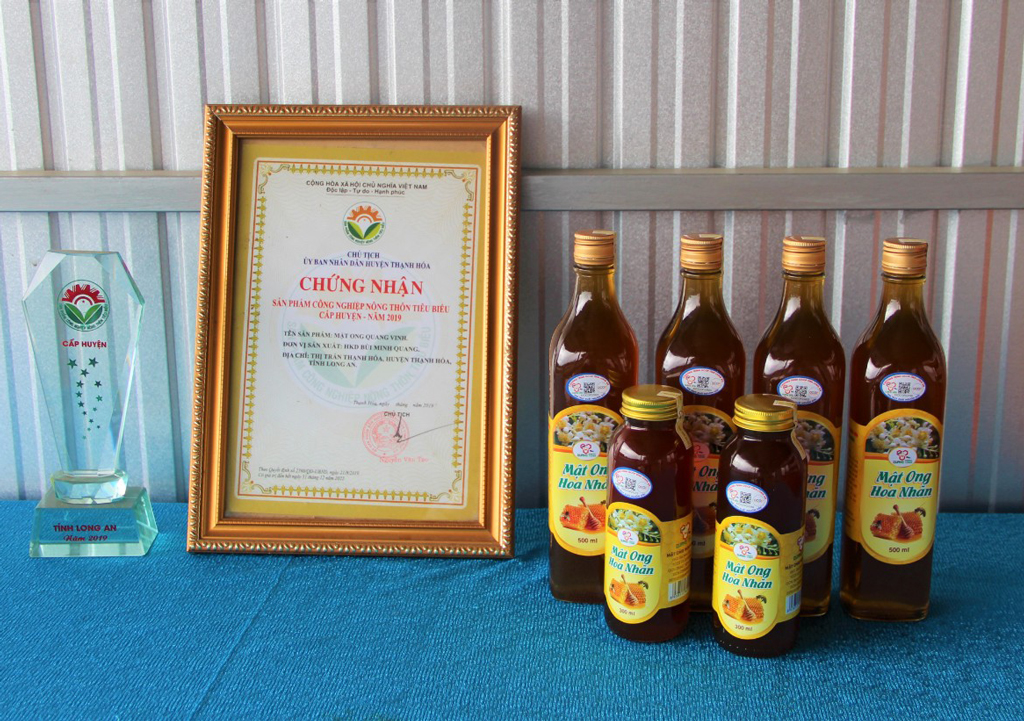 CẤP HUYỆN
TỈNH LONG AN
Năm 2019
CỘNG HÒA XÃ HỘI CHỦ NGHĨA VIỆT NAM
Độc lập - Tự do - Hạnh phúc
CHỦ TỊCH
ỦY BAN NHÂN DÂN HUYỆN THẠNH HÓA
CHỨNG NHẬN
SẢN PHẨM CÔNG NGHIỆP NÔNG THÔN TIÊU BIỂU
CẤP HUYỆN - NĂM 2019
TÊN SẢN PHẨM: MẬT ONG QUANG VINH.
ĐƠN VỊ SẢN XUẤT: HKD BÙI MINH QUANG.
ĐỊA CHỈ: THỊ TRẤN THẠNH HÓA, HUYỆN THẠNH HÓA,
TỈNH LONG AN.
CHỦ TỊCH
Mật Ong
Hoa Nhãn
500 ml
Mật Ong
Hoa Nhãn
500 ml
Mật Ong
Hoa Nhãn
300 ml
Mật Ong
Hoa Nhãn
300 ml